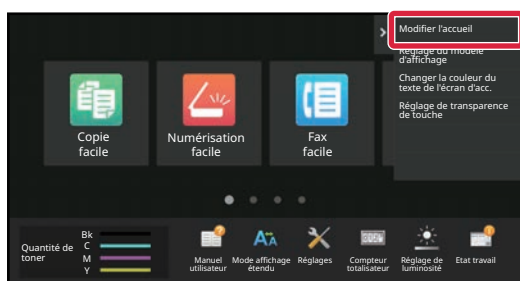 Modifier l'accueil
Réglage du modèle
d'affichage
Changer la couleur du
texte de l'écran d'acc.
Réglage de transparence
de touche
Copie
facile
Numérisation
facile
Fax
facile
Quantité de
toner
Bk
C
M
Y
Manuel
utilisateur
Mode affichage
étendu
Réglages
Compteur
totalisateur
Réglage de
luminosité
Etat travail